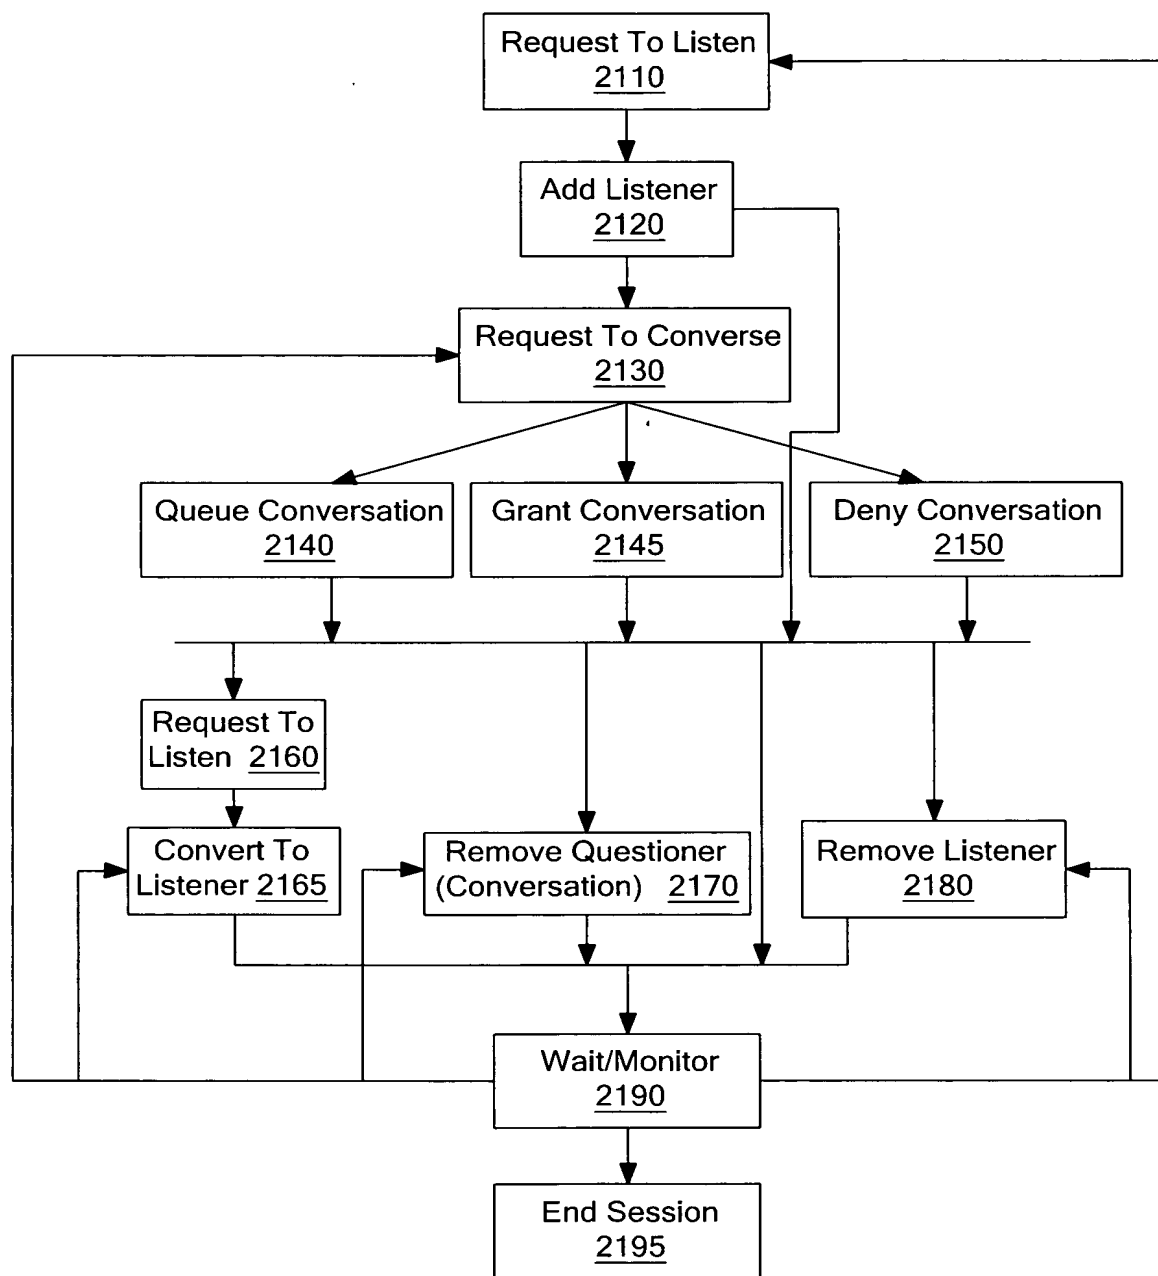 Request To Listen
2110
Add Listener
2120
Request To Converse
2130
Queue Conversation
2140
Grant Conversation
2145
Deny Conversation
2150
Request To
Listen 2160
Convert To
Listener 2165
Remove Questioner
(Conversation) 2170
Remove Listener
2180
Wait/Monitor
2190
End Session
2195